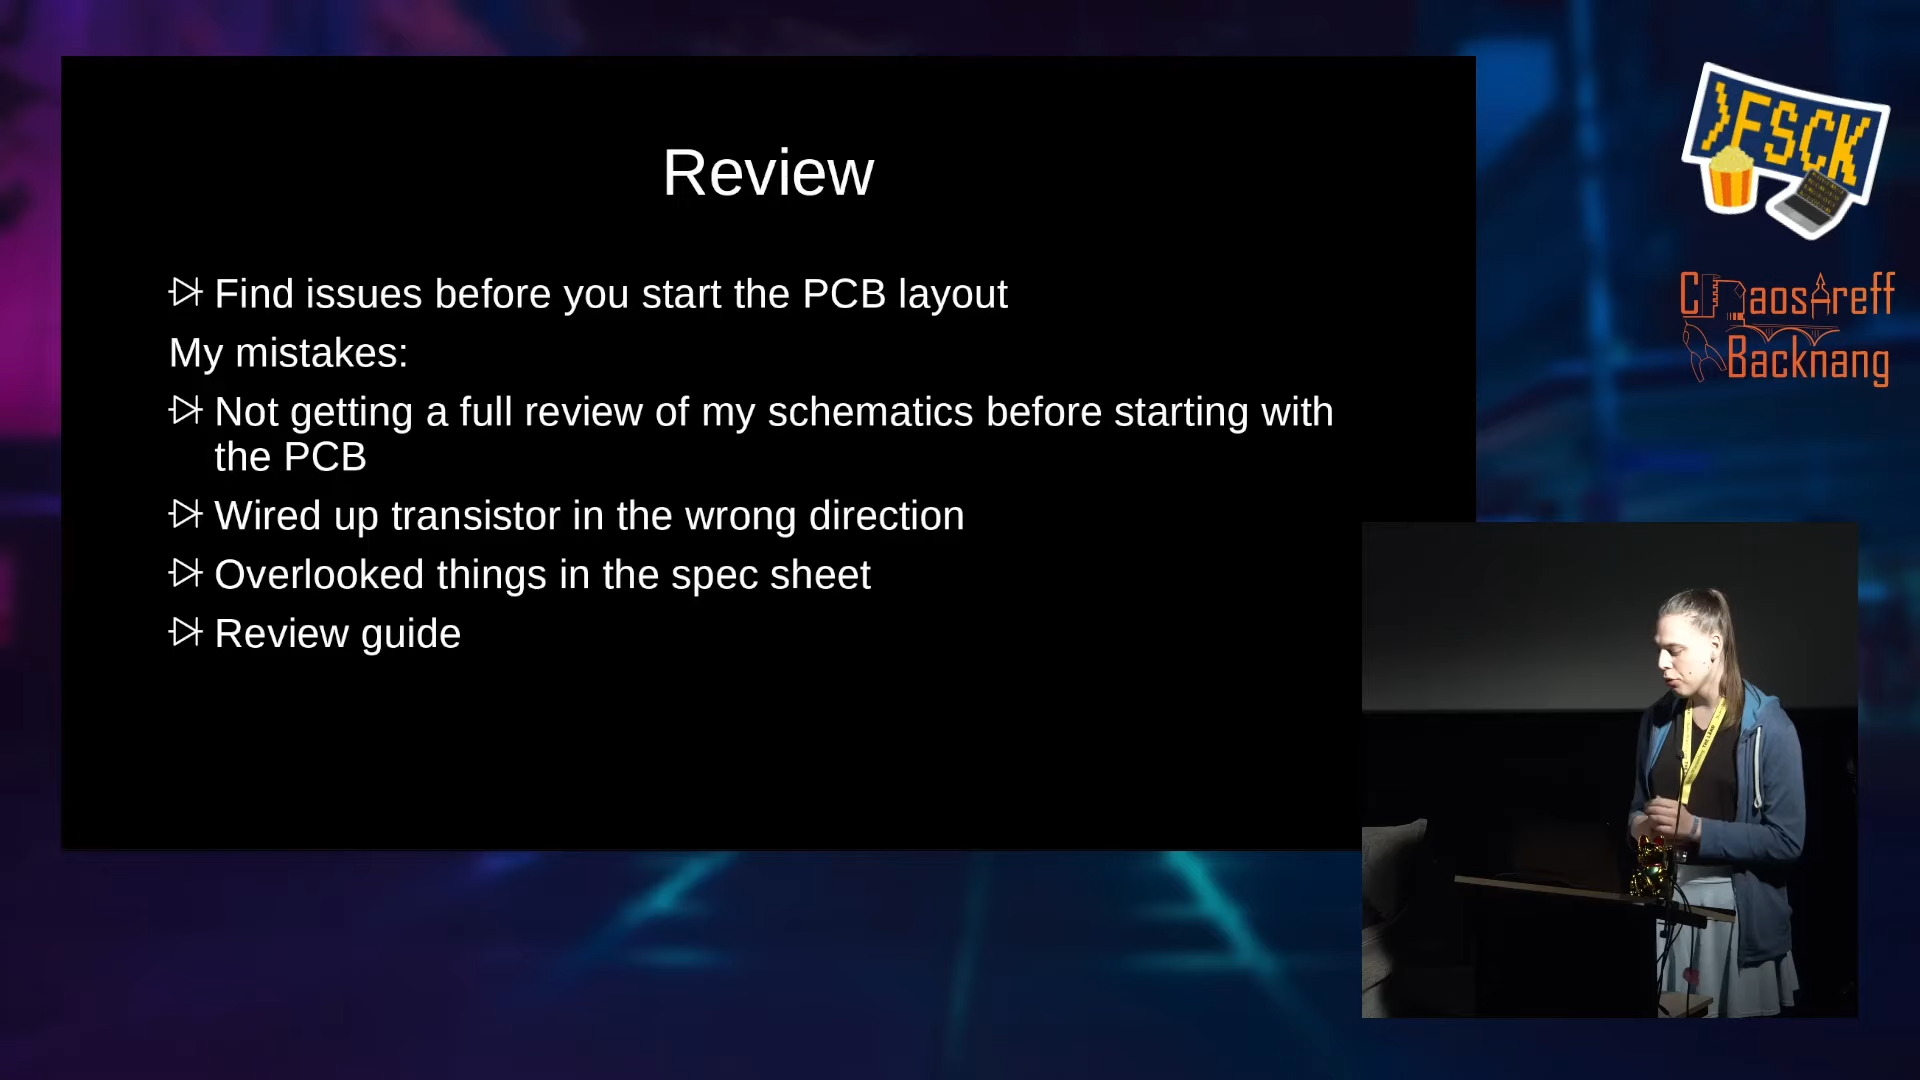 Review
Find issues before you start the PCB layout
My mistakes:
Not getting a full review of my schematics before starting with
the PCB
Wired up transistor in the wrong direction
Overlooked things in the spec sheet
Review guide
>FSCK
Chaostreff
Backnang